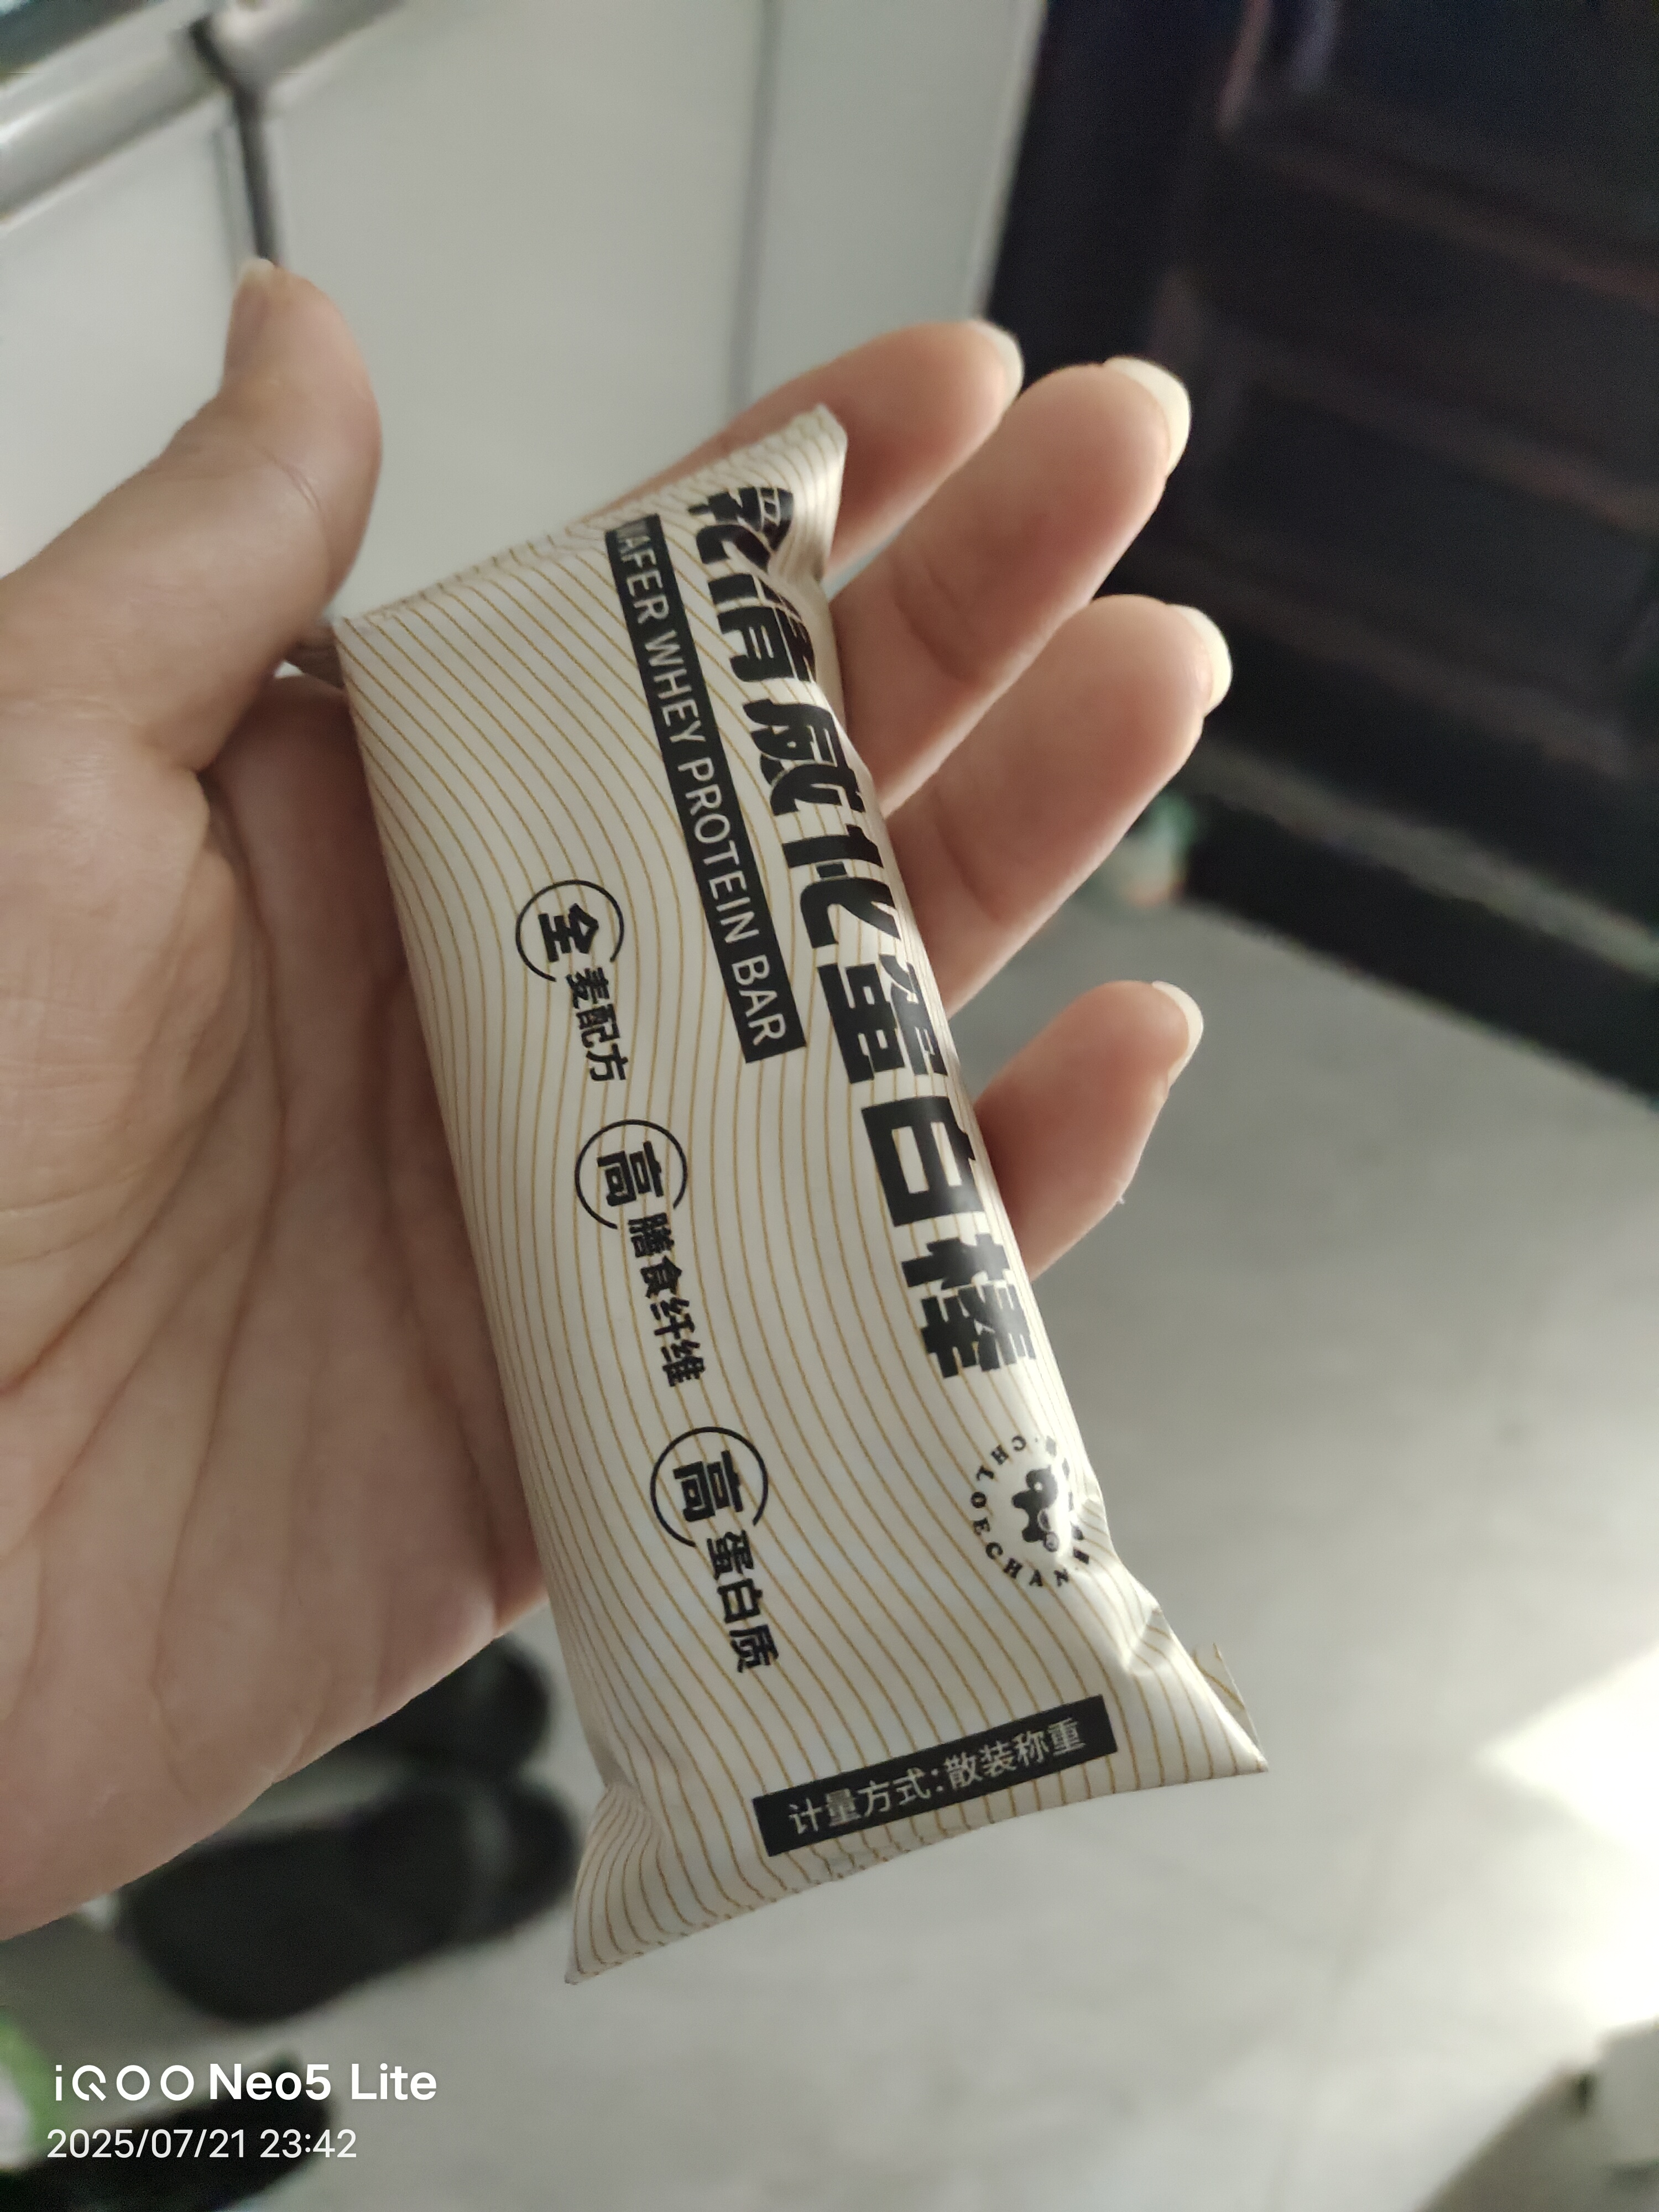 乳清威化蛋白棒
WAFER WHEY PROTEIN BAR
全麦配方
高膳食纤维
高蛋白质
CHLOECHAN
计量方式:散装称重
iQOO Neo5 Lite
2025/07/21 23:42